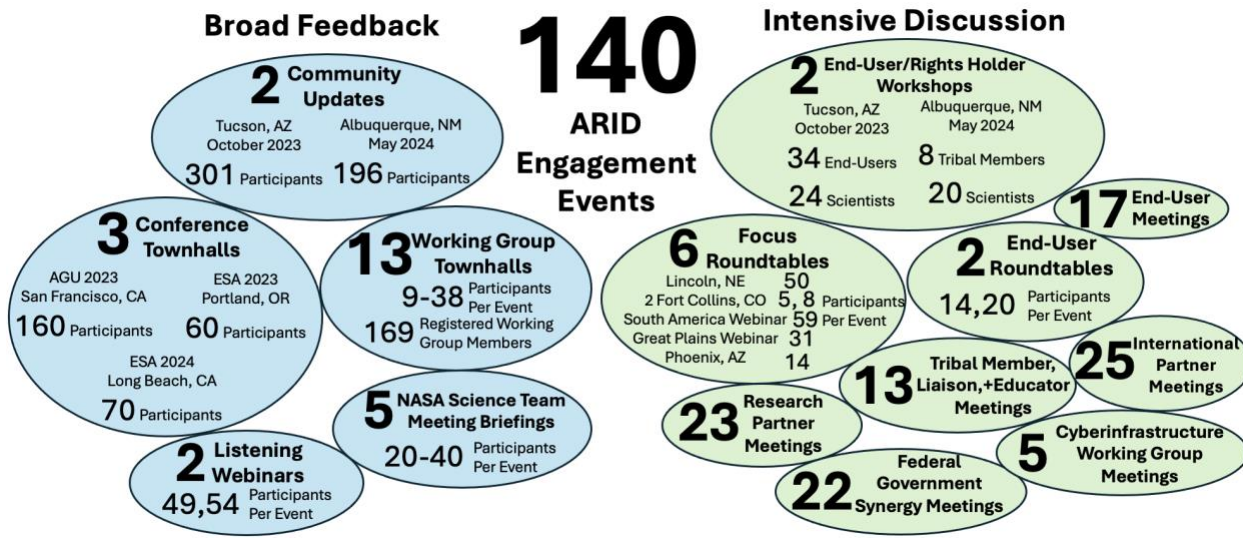 Broad Feedback
2 Community
Updates
Tucson, AZ
October 2023
301 Participants
Albuquerque, NM
May 2024
196 Participants
3 Conference
Townhalls
AGU 2023
San Francisco, CA
160 Participants
ESA 2023
Portland, OR
60 Participants
ESA 2024
Long Beach, CA
70 Participants
13 Working Group
Townhalls
9-38 Participants
Per Event
169 Registered Working
Group Members
5 NASA Science Team
Meeting Briefings
20-40 Participants
Per Event
2 Listening
Webinars
49,54 Participants
Per Event
140
ARID
Engagement
Events
Intensive Discussion
2 End-User/Rights Holder
Workshops
Tucson, AZ
October 2023
34 End-Users
24 Scientists
Albuquerque, NM
May 2024
8 Tribal Members
20 Scientists
17 End-User
Meetings
6 Focus
Roundtables
Lincoln, NE 50
2 Fort Collins, CO 5, 8 Participants
South America Webinar 59 Per Event
Great Plains Webinar 31
Phoenix, AZ 14
2 End-User
Roundtables
14,20 Participants
Per Event
25 International
Partner
Meetings
13 Tribal Member,
Liaison,+Educator
Meetings
23 Research
Partner
Meetings
5 Cyberinfrastructure
Working Group
Meetings
22 Federal
Government
Synergy Meetings